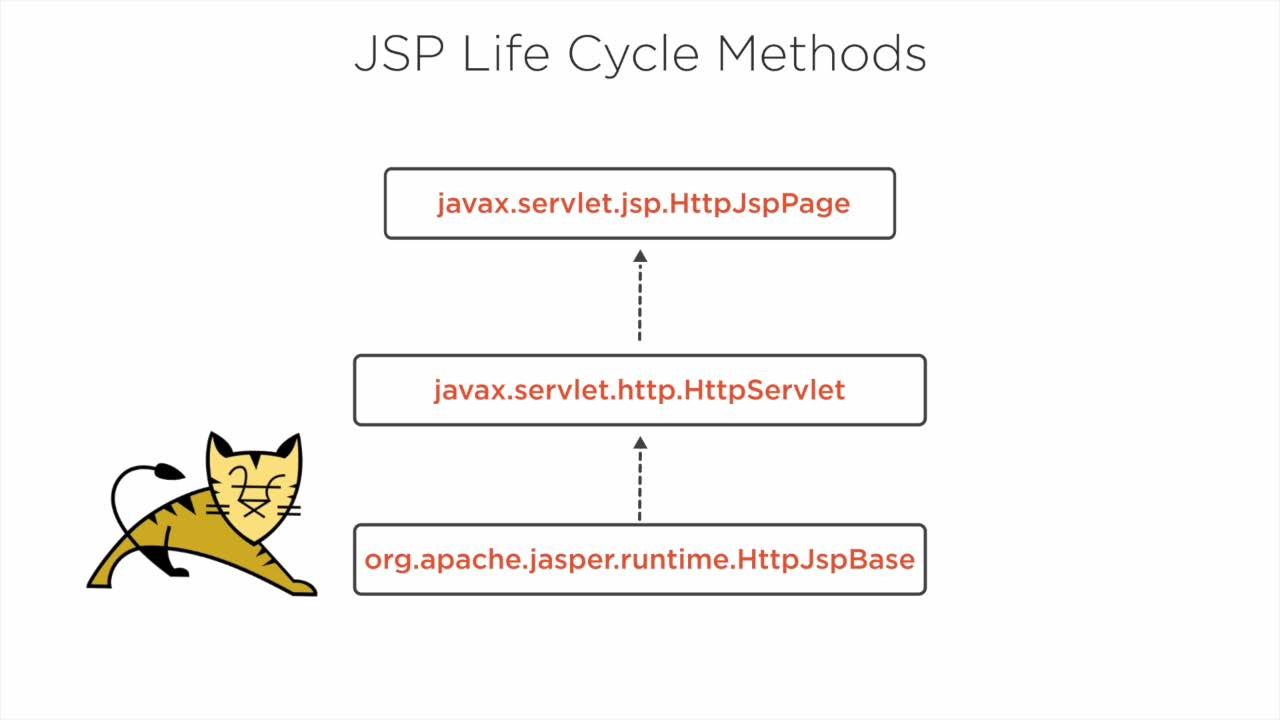 JSP Life Cycle Methods
javax.servlet.jsp.HttpJspPage
javax.servlet.http.HttpServlet
org.apache.jasper.runtime.HttpJspBase